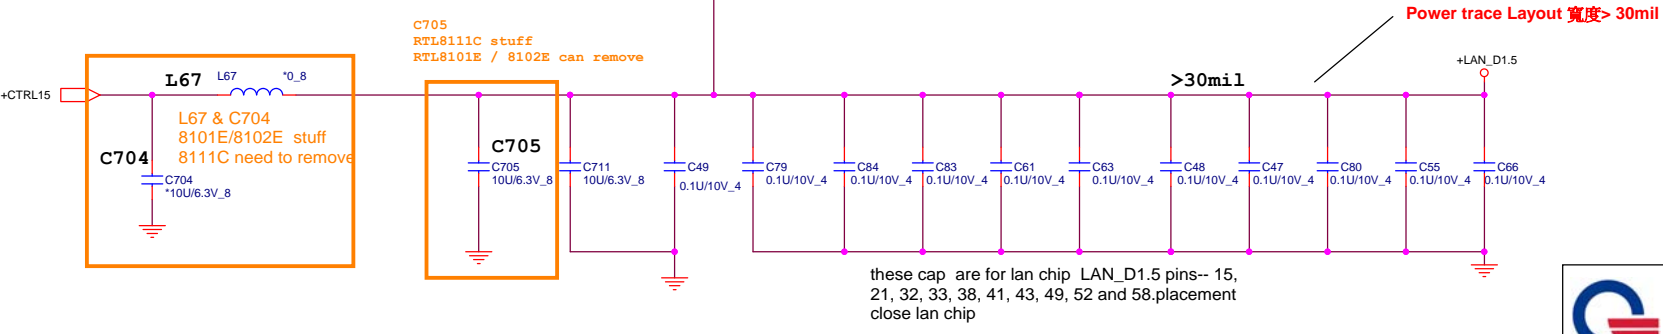 Power trace Layout 寬度> 30mil
C705
RTL8111C stuff
RTL8101E / 8102E can remove
+LAN_D1.5
>30mil
L67
L67
*0_8
+CTRL15
L67 & C704
8101E/8102E stuff
8111C need to remove
C704
C704
*10U/6.3V_8
C705
C705
10U/6.3V_8
C711
10U/6.3V_8
C49
0.1U/10V_4
C79
0.1U/10V_4
C84
0.1U/10V_4
C83
0.1U/10V_4
C61
0.1U/10V_4
C63
0.1U/10V_4
C48
0.1U/10V_4
C47
0.1U/10V_4
C80
0.1U/10V_4
C55
0.1U/10V_4
C66
0.1U/10V_4
these cap are for lan chip LAN_D1.5 pins-- 15,
21, 32, 33, 38, 41, 43, 49, 52 and 58.placement
close lan chip